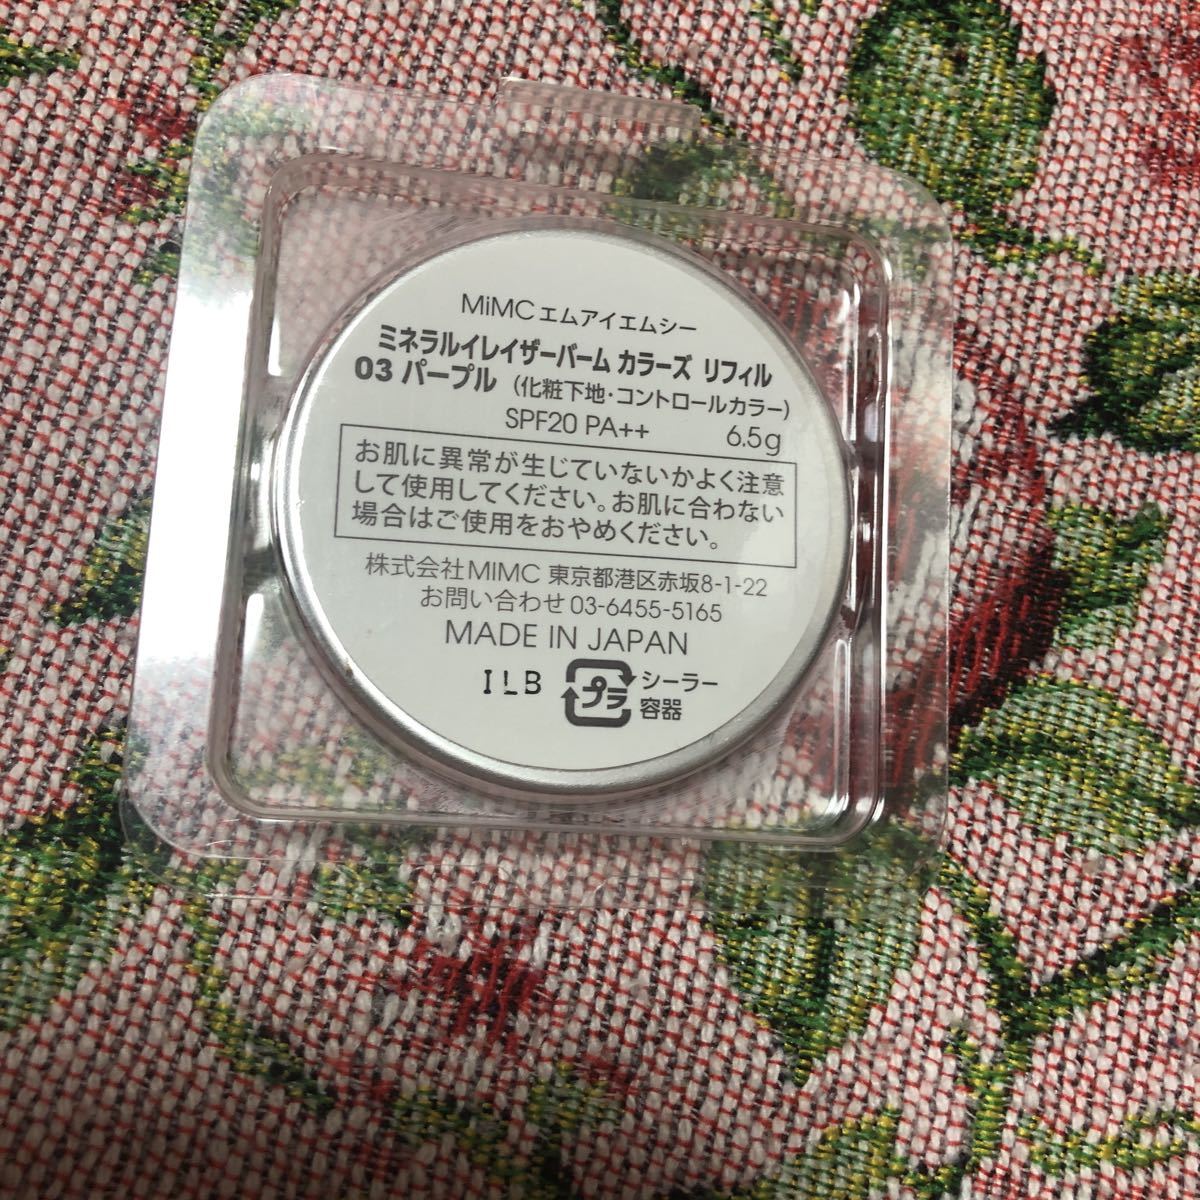 MiMC エムアイエムシー
ミネラルイレイザーバーム カラーズ リフィル
03 パープル (化粧下地・コントロールカラー)
SPF20 PA++ 6.5g
お肌に異常が生じていないかよく注意
して使用してください。お肌に合わない
場合はご使用をおやめください。
株式会社MIMC 東京都港区赤坂8-1-22
お問い合わせ 03-6455-5165
MADE IN JAPAN
ILB プラ シーラー
容器